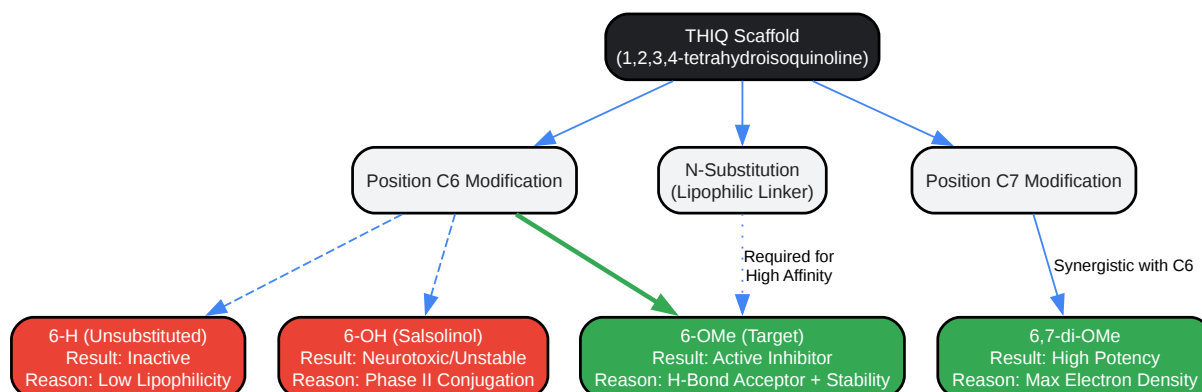 THIQ Scaffold
(1,2,3,4-tetrahydroisoquinoline)
Position C6 Modification
N-Substitution
(Lipophilic Linker)
Position C7 Modification
Required for
High Affinity
Synergistic with C6
6-H (Unsubstituted)
Result: Inactive
Reason: Low Lipophilicity
6-OH (Salsolinol)
Result: Neurotoxic/Unstable
Reason: Phase II Conjugation
6-OMe (Target)
Result: Active Inhibitor
Reason: H-Bond Acceptor + Stability
6,7-di-OMe
Result: High Potency
Reason: Max Electron Density